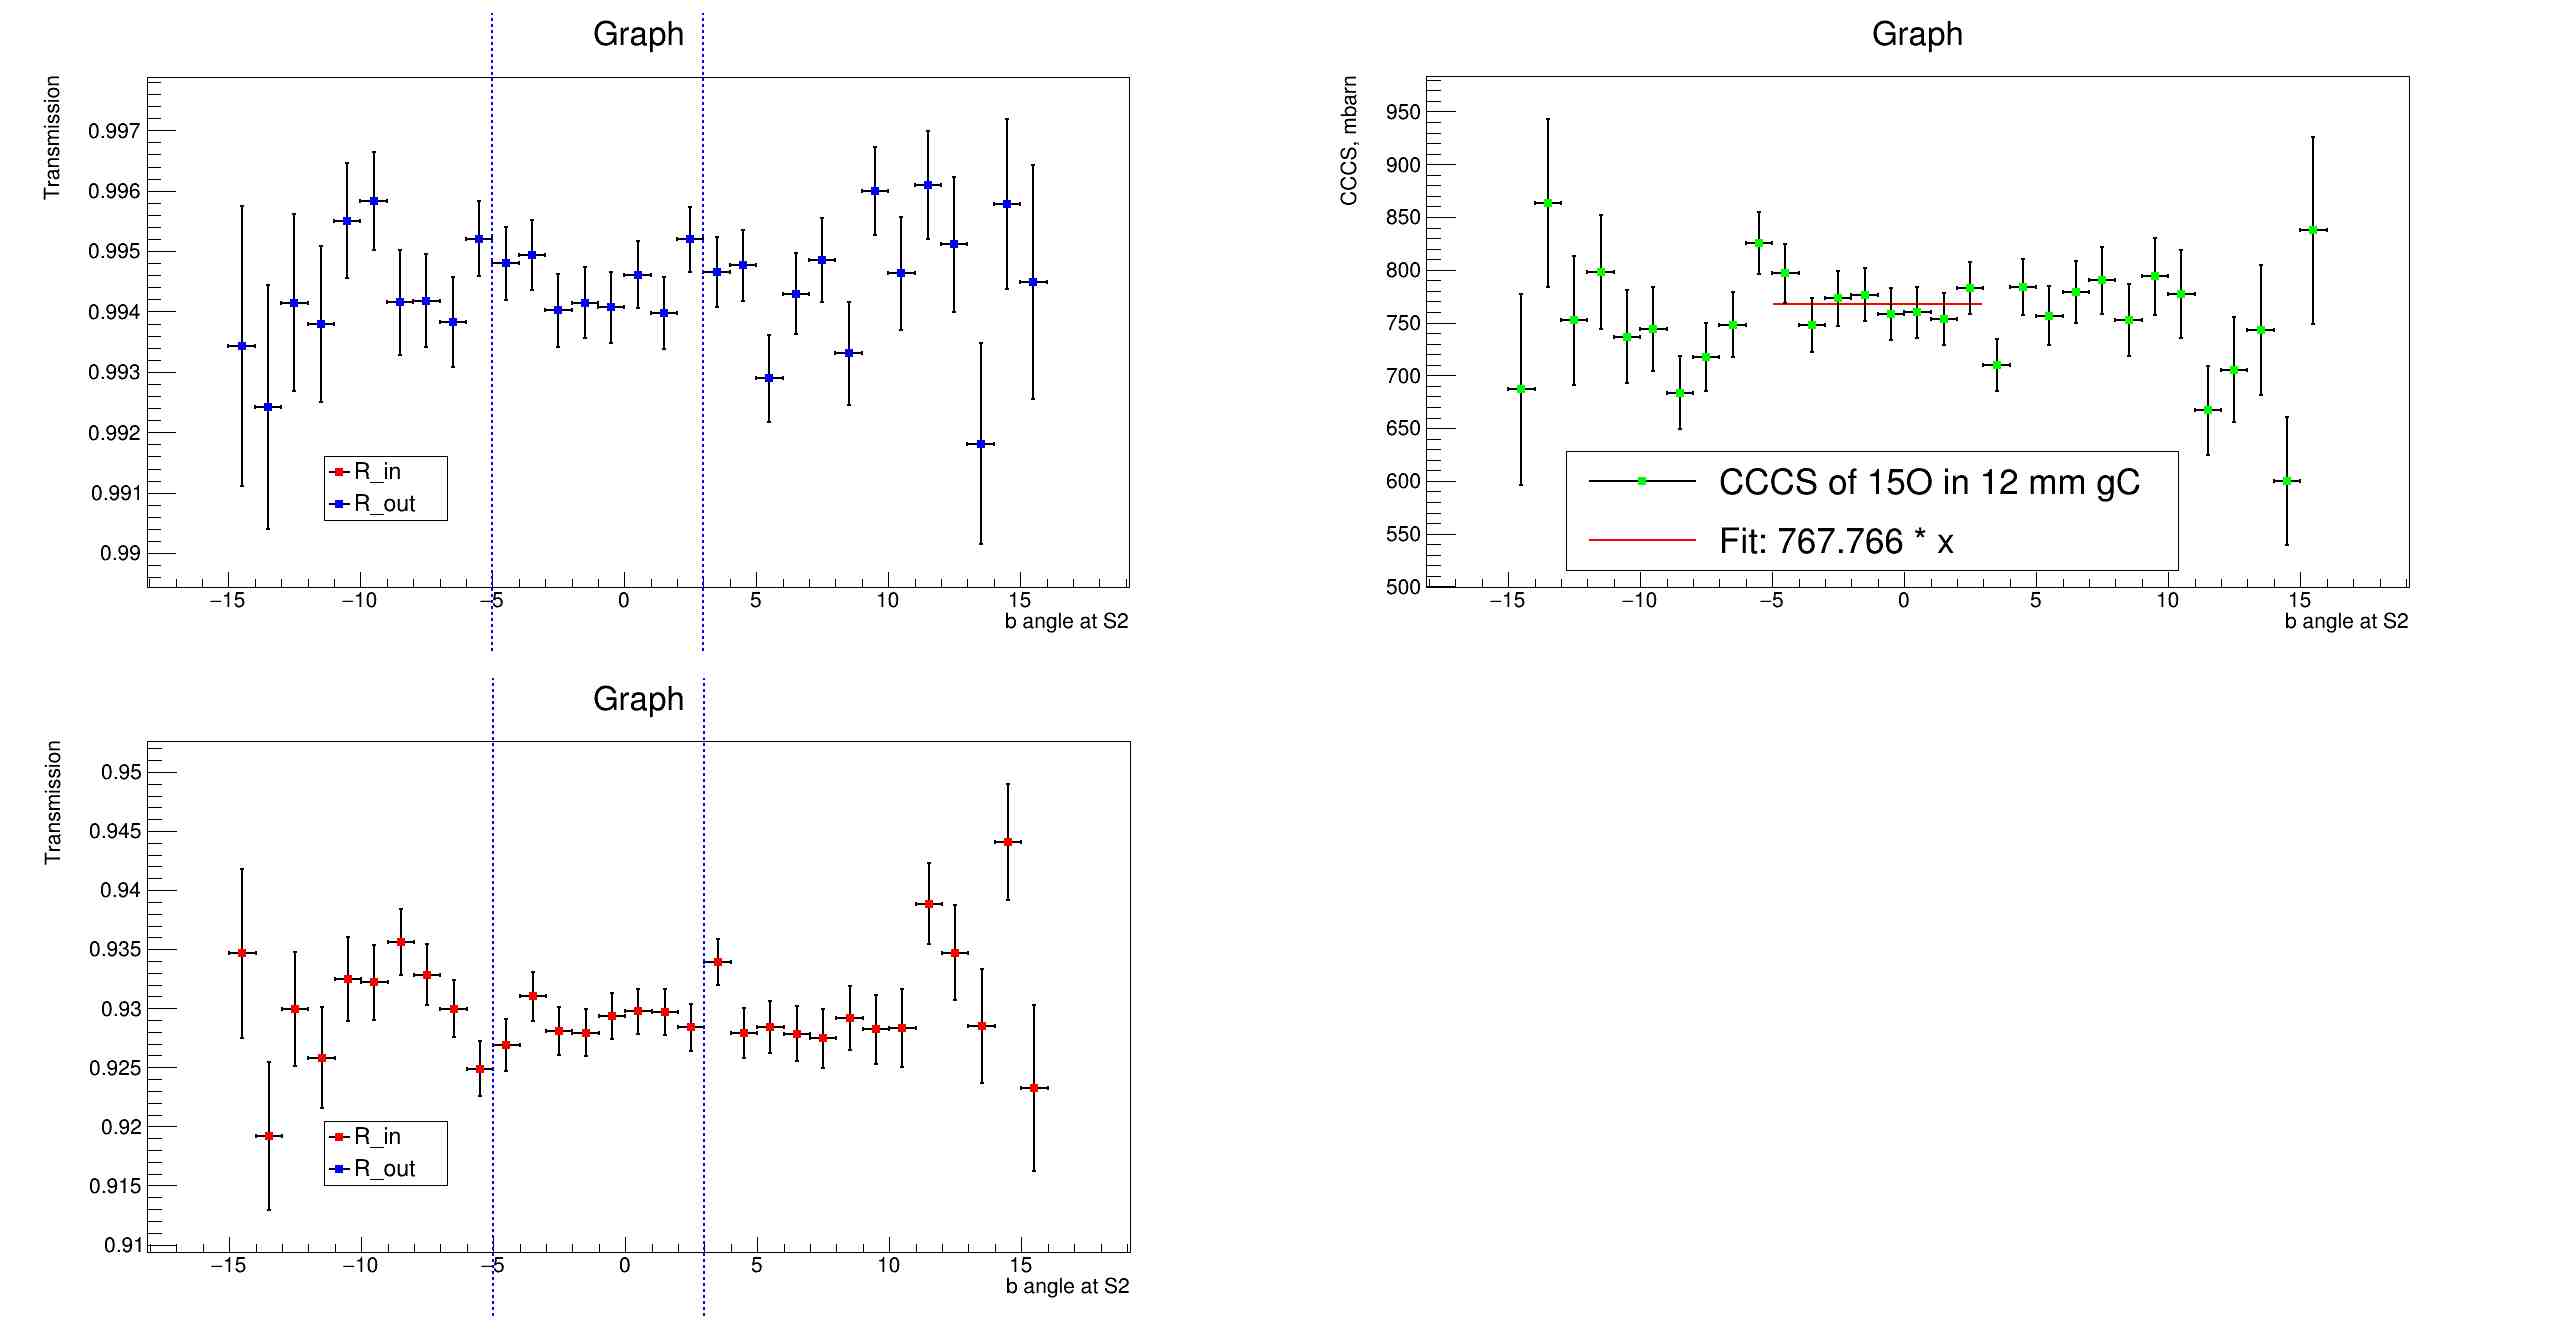 Graph
Transmission
0.997
0.996
0.995
0.994
0.993
0.992
0.991
0.99
R_in
R_out
−15 −10 −5 0 5 10 15
b angle at S2
Graph
CCCS, mbarn
950
900
850
800
750
700
650
600
550
500
CCCS of 15O in 12 mm gC
Fit: 767.766 * x
−15 −10 −5 0 5 10 15
b angle at S2
Graph
Transmission
0.95
0.945
0.94
0.935
0.93
0.925
0.92
0.915
0.91
R_in
R_out
−15 −10 −5 0 5 10 15
b angle at S2